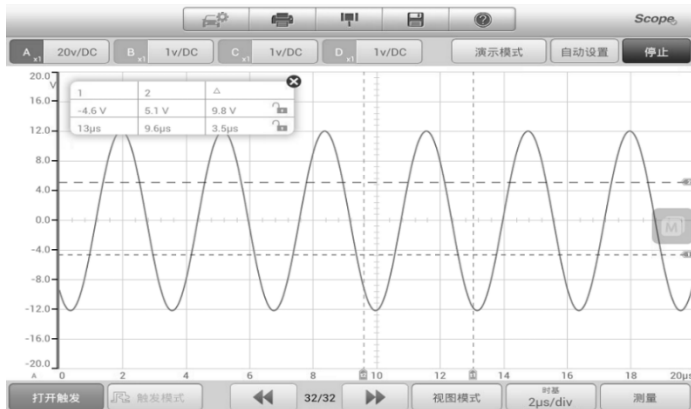 Scope
A x1 20v/DC B x1 1v/DC C x1 1v/DC D x1 1v/DC 演示模式 自动设置 停止
20.0
V
16.0
12.0
8.0
4.0
0.0
-4.0
-8.0
-12.0
-16.0
-20.0
1 2 △
-4.6 V 5.1 V 9.8 V
13μs 9.6μs 3.5μs
M
A 0 2 4 6 8 10 12 14 16 18 20μs
打开触发 触发模式 32/32 视图模式 时基 测量
2μs/div